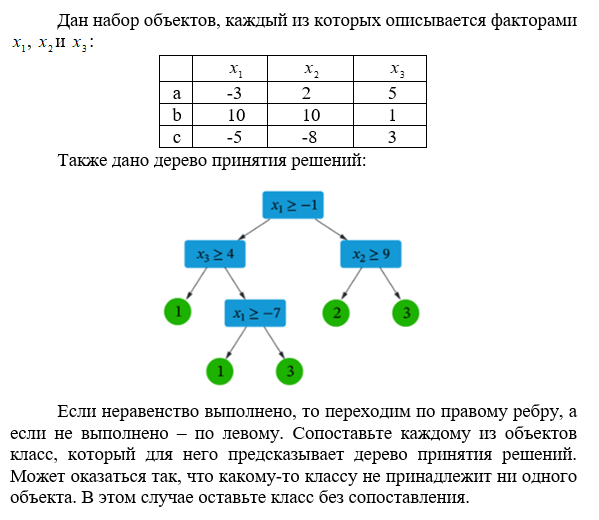 Дан набор объектов, каждый из которых описывается факторами
x₁, x₂ и x₃:
x₁ x₂ x₃
a -3 2 5
b 10 10 1
c -5 -8 3
Также дано дерево принятия решений:
x₁ ≥ −1
x₃ ≥ 4 x₂ ≥ 9
1 x₁ ≥ −7 2 3
1 3
Если неравенство выполнено, то переходим по правому ребру, а
если не выполнено – по левому. Сопоставьте каждому из объектов
класс, который для него предсказывает дерево принятия решений.
Может оказаться так, что какому-то классу не принадлежит ни одного
объекта. В этом случае оставьте класс без сопоставления.